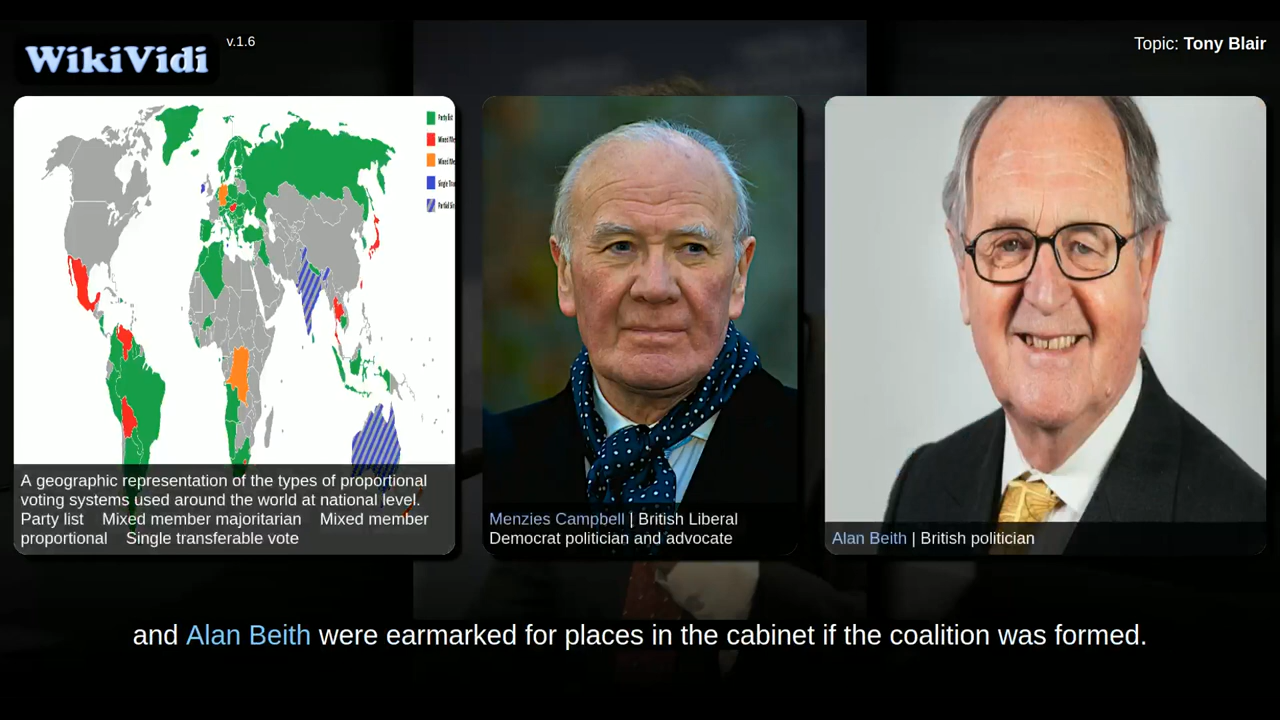 WikiVidi
v.1.6
Topic: Tony Blair
Party list
A geographic representation of the types of proportional
voting systems used around the world at national level.
Party list Mixed member majoritarian Mixed member
proportional Single transferable vote
Menzies Campbell | British Liberal
Democrat politician and advocate
Alan Beith | British politician
and Alan Beith were earmarked for places in the cabinet if the coalition was formed.